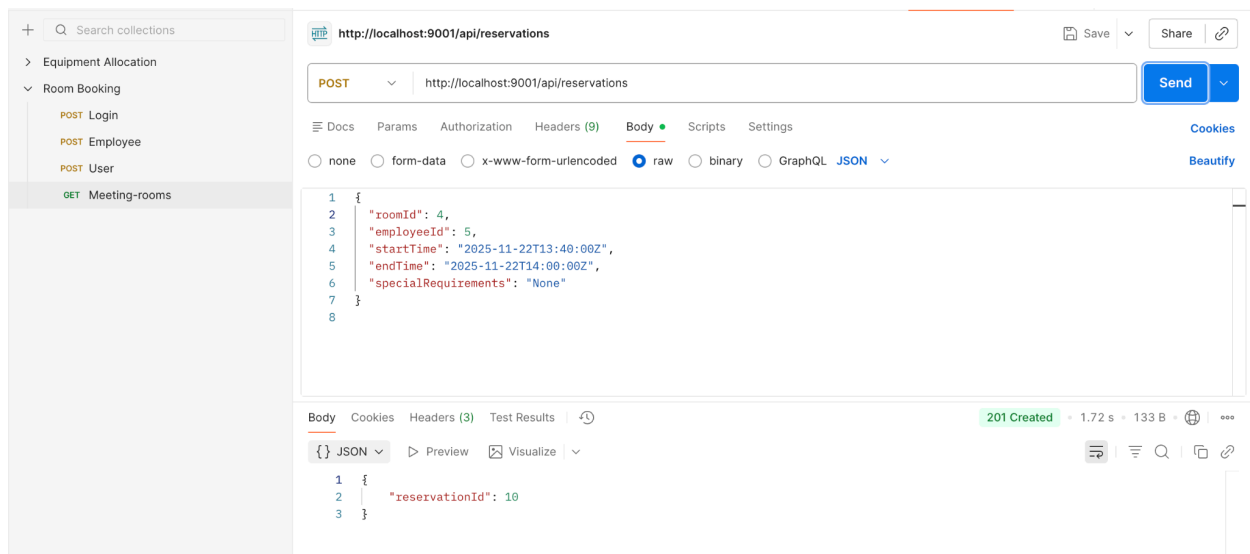 Search collections
Equipment Allocation
Room Booking
POST Login
POST Employee
POST User
GET Meeting-rooms
HTTP http://localhost:9001/api/reservations
Save
Share
POST
http://localhost:9001/api/reservations
Send
Docs Params Authorization Headers (9) Body Scripts Settings
Cookies
none form-data x-www-form-urlencoded raw binary GraphQL JSON
Beautify
1 {
2 "roomId": 4,
3 "employeeId": 5,
4 "startTime": "2025-11-22T13:40:00Z",
5 "endTime": "2025-11-22T14:00:00Z",
6 "specialRequirements": "None"
7 }
8
Body Cookies Headers (3) Test Results
201 Created 1.72 s 133 B
{} JSON Preview Visualize
1 {
2 "reservationId": 10
3 }